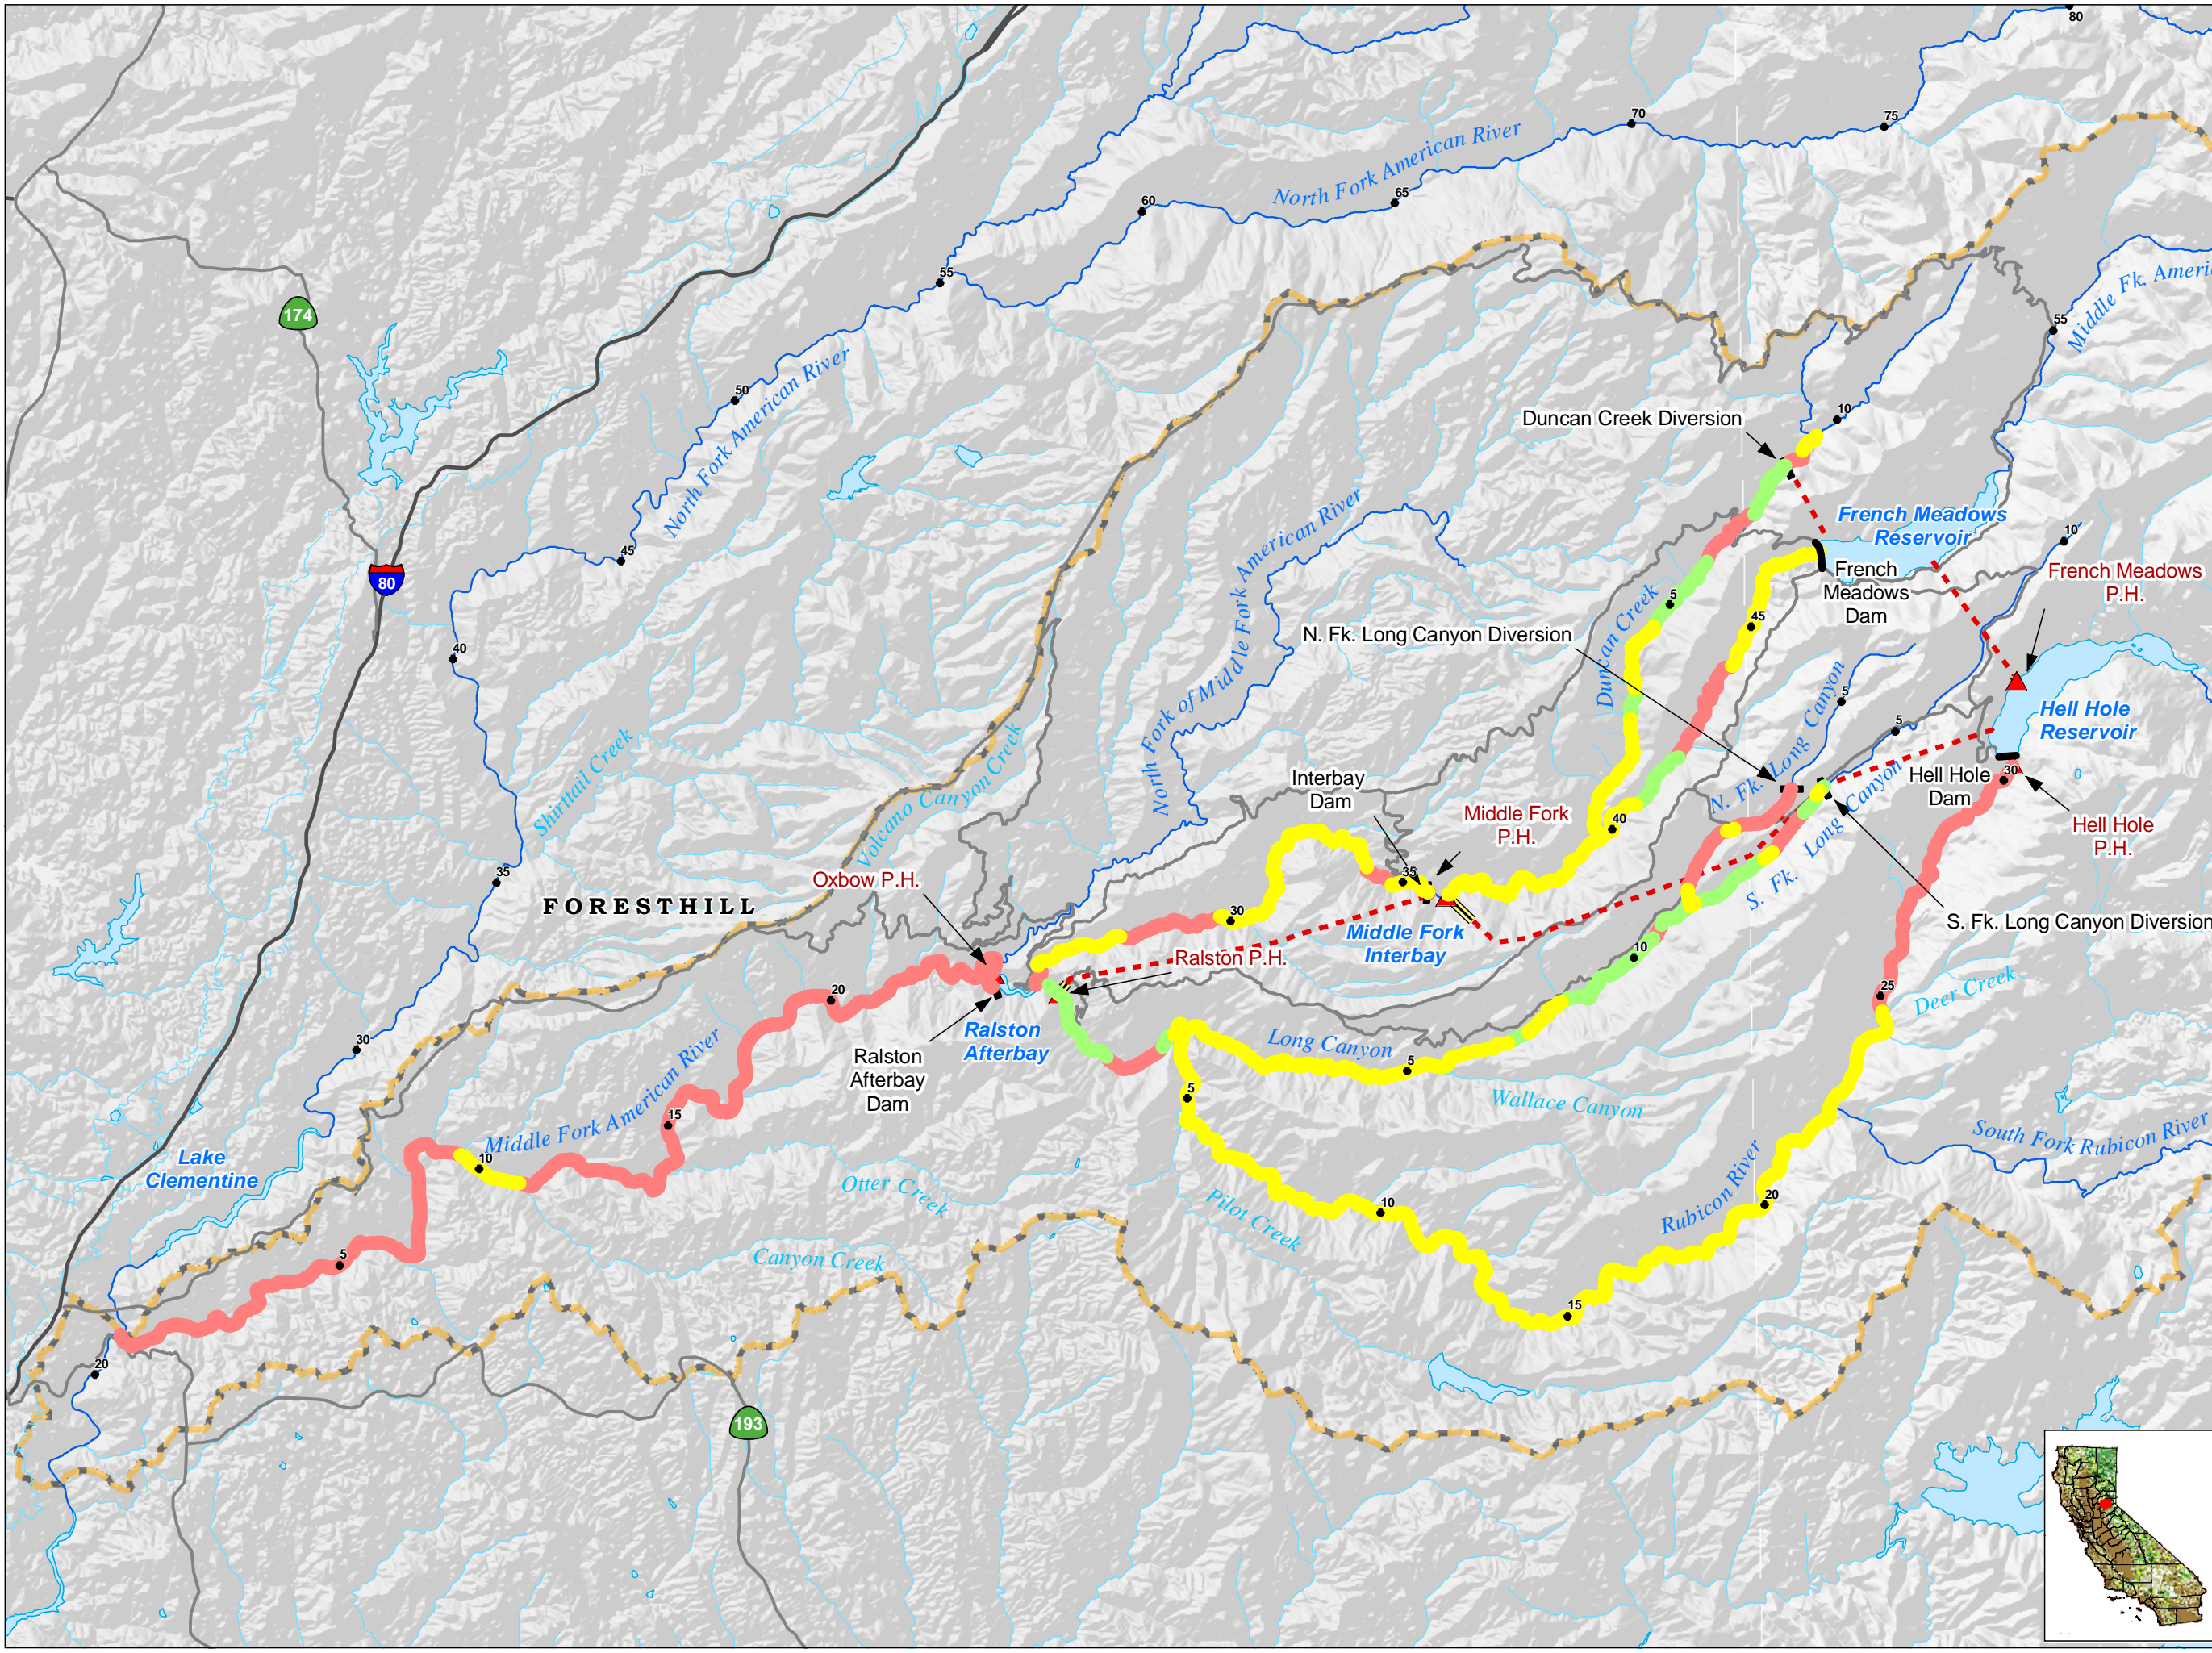 80
70
75
North Fork American River
65
60
Middle Fk. Ameri
55
55
174
50
North Fork American River
10
Duncan Creek Diversion
French Meadows
Reservoir
North Fork of Middle Fork American River
10
45
80
French
Meadows
Dam
French Meadows
P.H.
5
Duncan Creek
45
N. Fk. Long Canyon Diversion
40
5
N. Fk. Long Canyon
Hell Hole
Reservoir
5
Shirttail Creek
Volcano Canyon Creek
Interbay
Dam
Hell Hole
Dam
30
Middle Fork
P.H.
40
Hell Hole
P.H.
S. Fk. Long Canyon
35
35
Oxbow P.H.
FORESTHILL
30
S. Fk. Long Canyon Diversion
Middle Fork
Interbay
10
Ralston P.H.
20
25
Deer Creek
Ralston
Afterbay
Long Canyon
30
Ralston
Afterbay
Dam
5
5
Wallace Canyon
15
Middle Fork American River
South Fork Rubicon River
Lake
Clementine
10
Otter Creek
Pilot Creek
10
20
Rubicon River
Canyon Creek
5
15
20
193